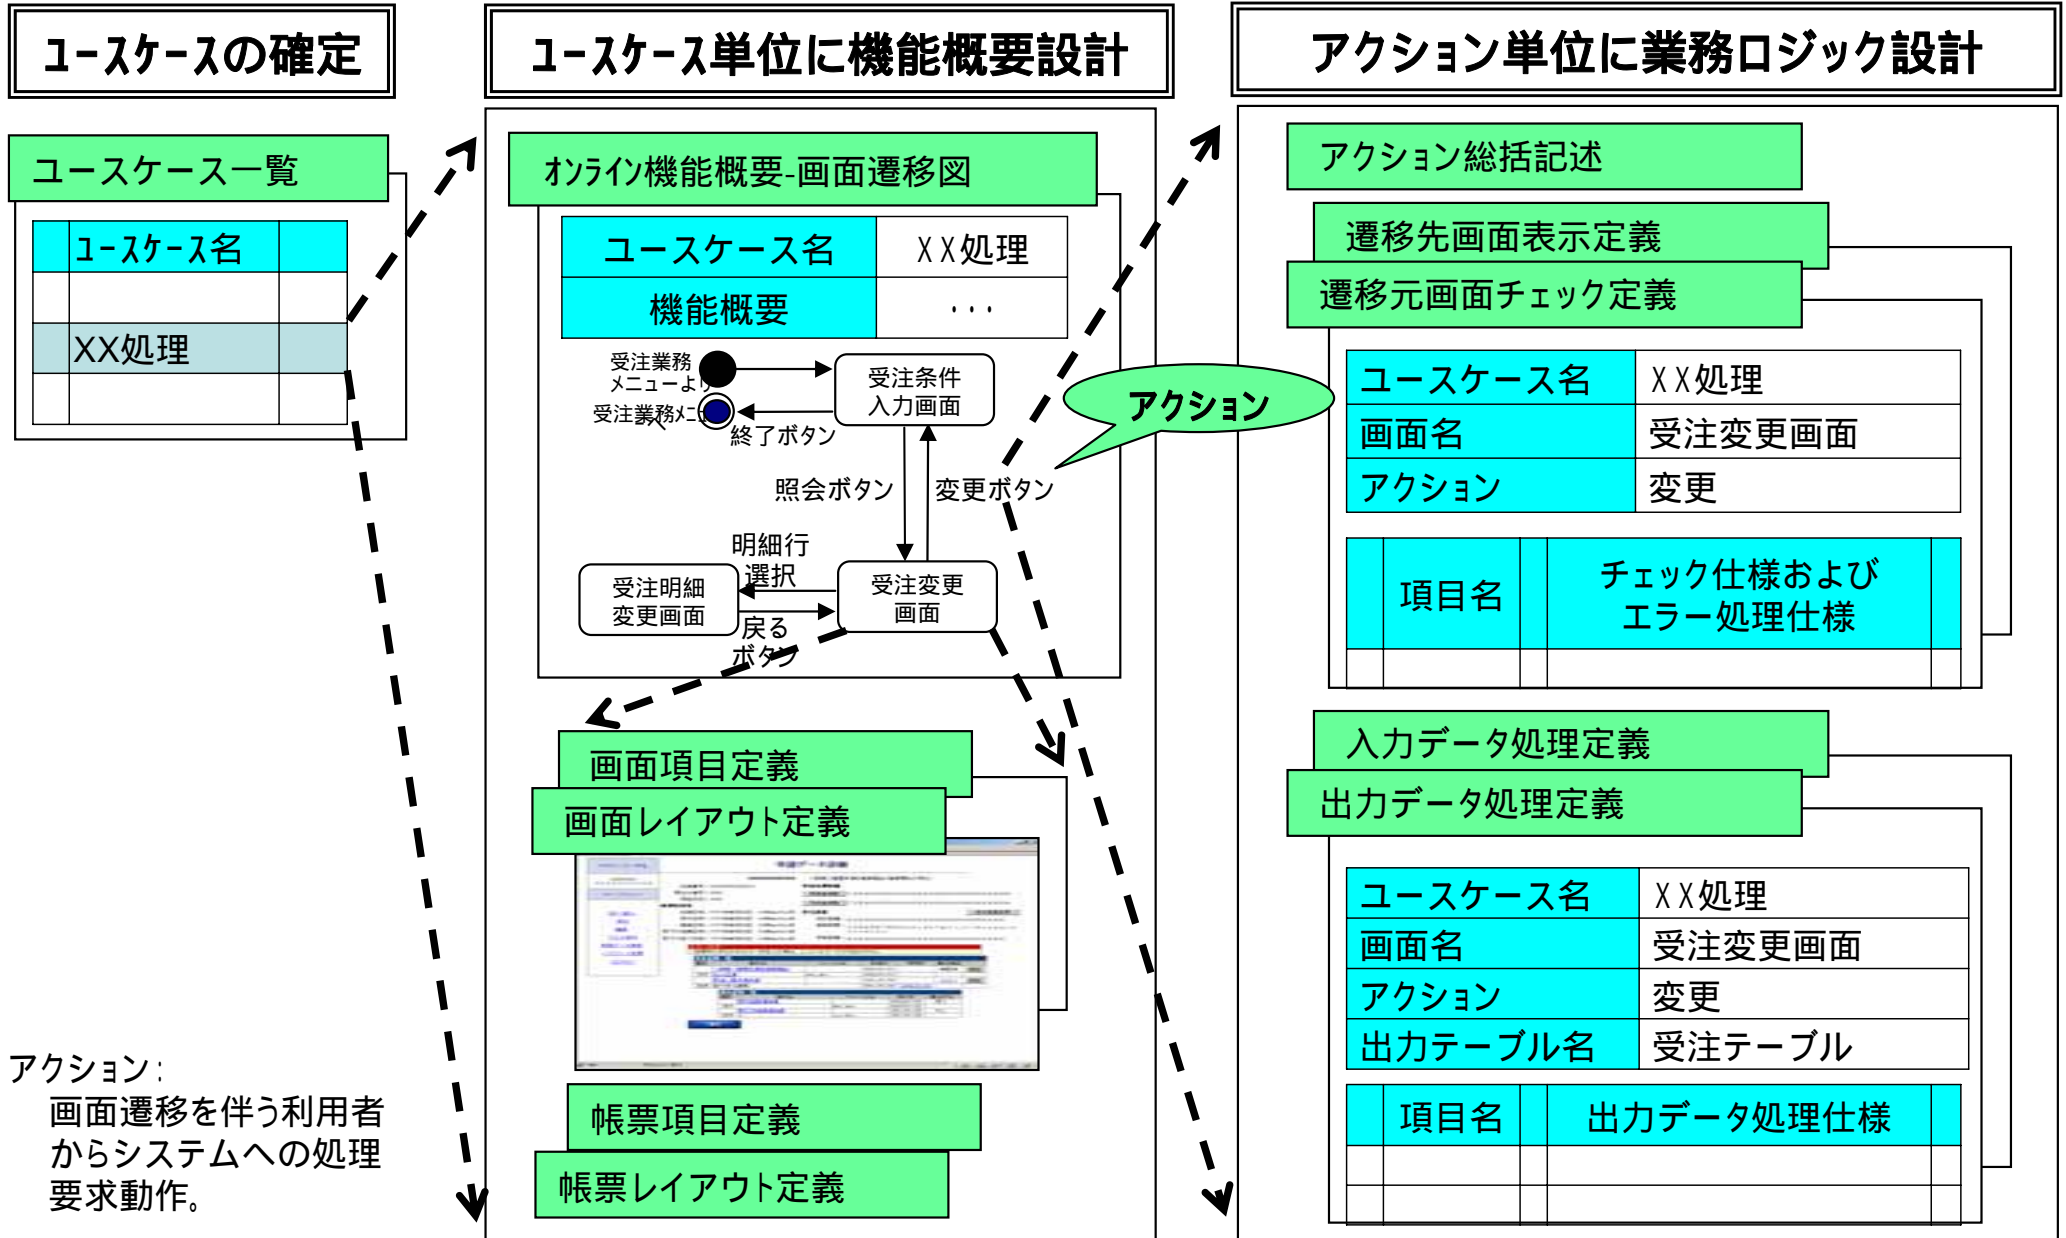 ユースケースの確定
ユースケース一覧
ユースケース名
XX処理
アクション：
画面遷移を伴う利用者
からシステムへの処理
要求動作。
ユースケース単位に機能概要設計
オンライン機能概要-画面遷移図
ユースケース名
XX処理
機能概要
・・・
受注業務
メニューより
受注条件
入力画面
受注業務メニュー
へ
終了ボタン
照会ボタン
変更ボタン
明細行
選択
受注明細
変更画面
受注変更
画面
戻る
ボタン
アクション
画面項目定義
画面レイアウト定義
帳票項目定義
帳票レイアウト定義
アクション単位に業務ロジック設計
アクション総括記述
遷移先画面表示定義
遷移元画面チェック定義
ユースケース名
XX処理
画面名
受注変更画面
アクション
変更
項目名
チェック仕様および
エラー処理仕様
入力データ処理定義
出力データ処理定義
ユースケース名
XX処理
画面名
受注変更画面
アクション
変更
出力テーブル名
受注テーブル
項目名
出力データ処理仕様